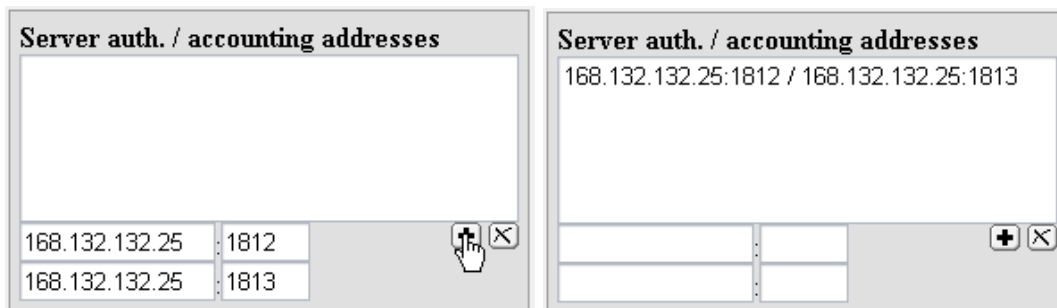 Server auth. / accounting addresses
168.132.132.25 : 1812
168.132.132.25 : 1813
Server auth. / accounting addresses
168.132.132.25:1812 / 168.132.132.25:1813
:
: